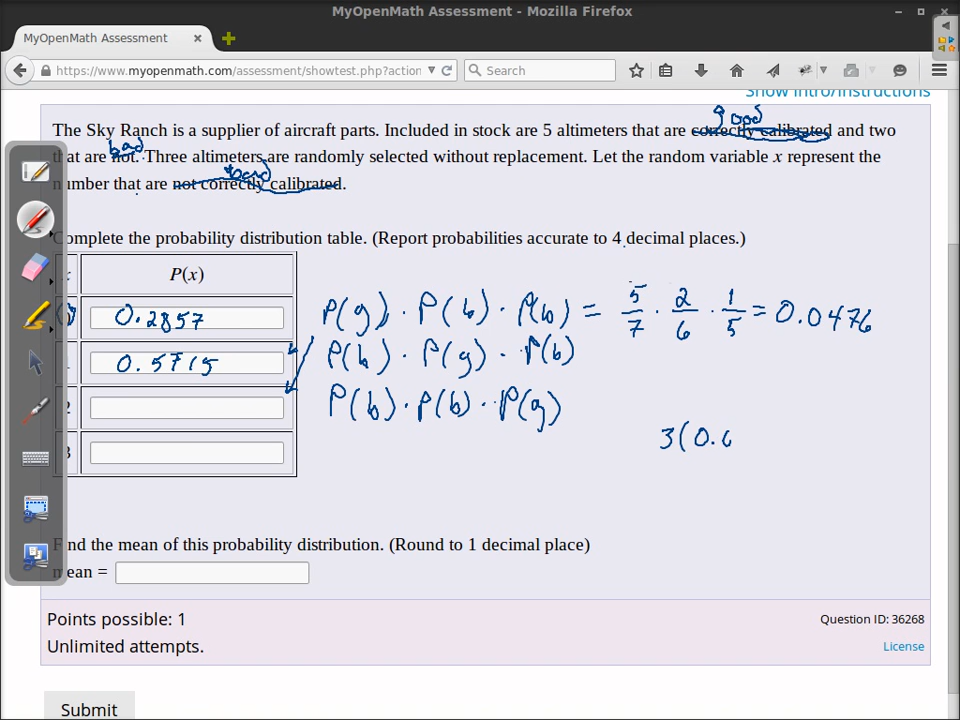 MyOpenMath Assessment - Mozilla Firefox
MyOpenMath Assessment
https://www.myopenmath.com/assessment/showtest.php?action
Search
Show Intro/Instructions
good
The Sky Ranch is a supplier of aircraft parts. Included in stock are 5 altimeters that are correctly calibrated and two
bad
that are not. Three altimeters are randomly selected without replacement. Let the random variable x represent the
bad
number that are not correctly calibrated.
Complete the probability distribution table. (Report probabilities accurate to 4 decimal places.)
P(x)
0.2857
P(g) · P(b) · P(b) = 5/7 · 2/6 · 1/5 = 0.0476
0.5715
P(b) · P(g) · P(b)
2
P(b) · P(b) · P(g)
3
3(0.
Find the mean of this probability distribution. (Round to 1 decimal place)
mean =
Points possible: 1
Question ID: 36268
Unlimited attempts.
License
Submit